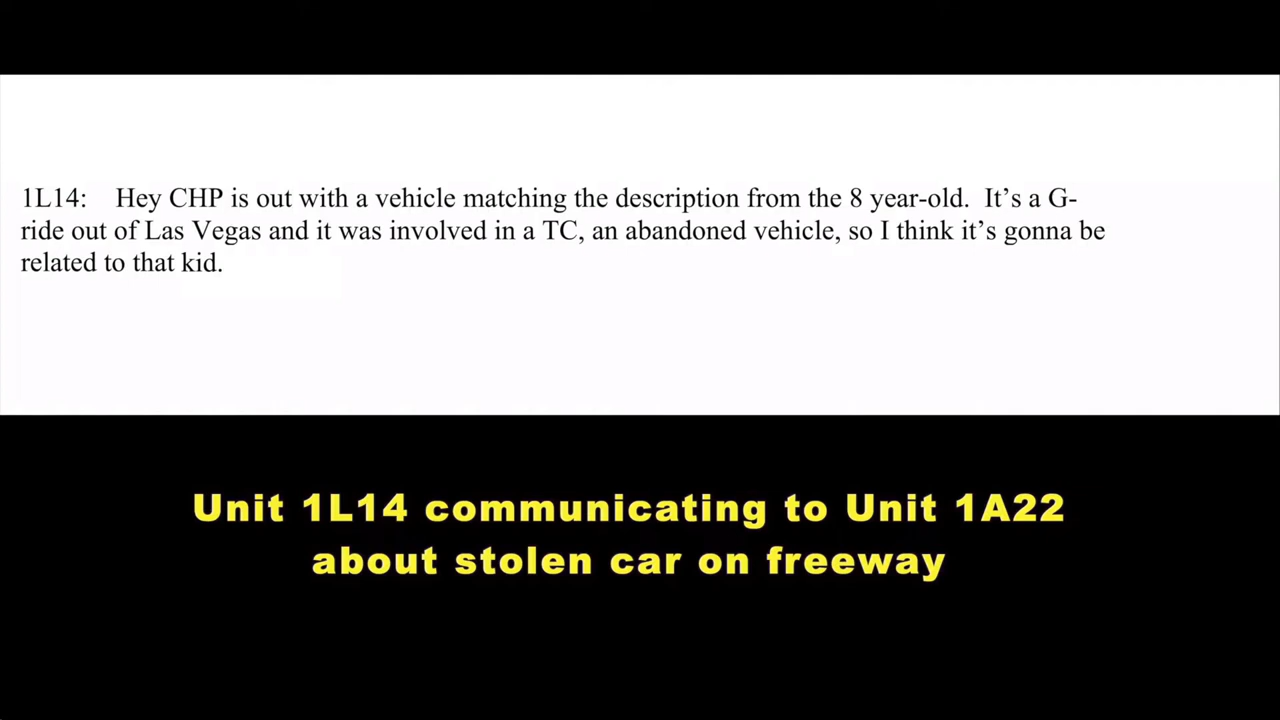 1L14: Hey CHP is out with a vehicle matching the description from the 8 year-old. It’s a G-
ride out of Las Vegas and it was involved in a TC, an abandoned vehicle, so I think it’s gonna be
related to that kid.
Unit 1L14 communicating to Unit 1A22
about stolen car on freeway